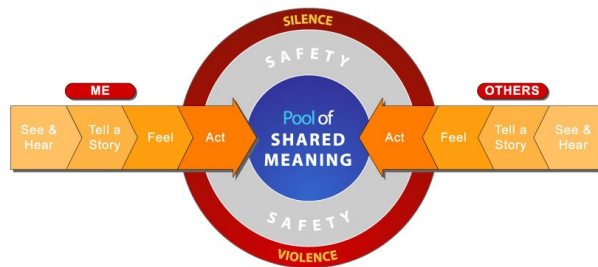 SILENCE
SAFETY
ME
OTHERS
See &
Hear
Tell a
Story
Feel
Act
Pool of
SHARED
MEANING
Act
Feel
Tell a
Story
See &
Hear
SAFETY
VIOLENCE